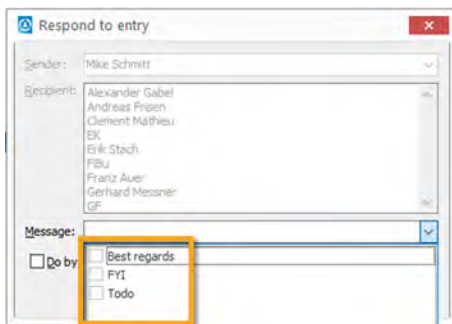 Respond to entry
Sender: Mike Schmitt
Recipient: Alexander Gabel
Andreas Frisen
Clement Mathieu
EK
Erik Stach
FiBu
Franz Auer
Gerhard Messner
GF
Message:
Do by
Best regards
FYI
Todo